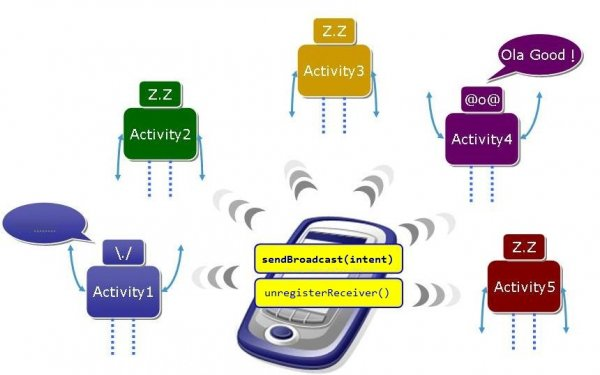 Z.Z
Activity3
Ola Good !
Z.Z
Activity2
@o@
Activity4
.........
\./
Activity1
sendBroadcast(intent)
unregisterReceiver()
Z.Z
Activity5